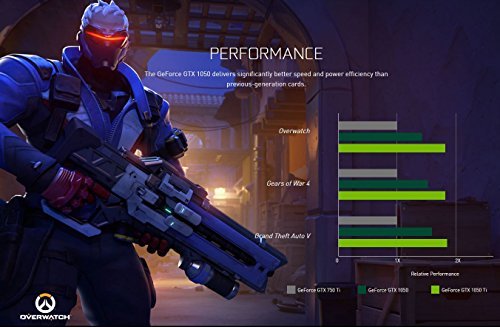 PERFORMANCE
The GeForce GTX 1050 delivers significantly better speed and power efficiency than
previous-generation cards.
Overwatch
Gears of War 4
Grand Theft Auto V
0 1X 2X
Relative Performance
GeForce GTX 750 Ti GeForce GTX 1050 GeForce GTX 1050 Ti
OVERWATCH